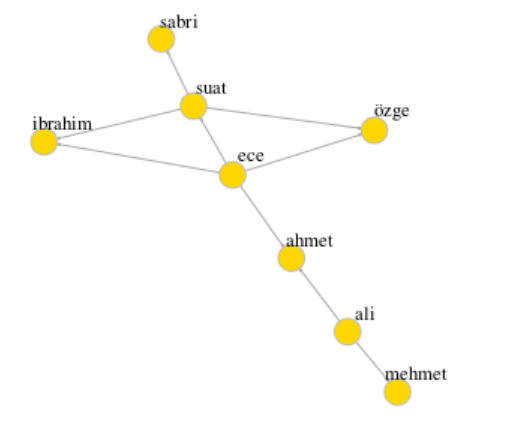 sabri
suat
özge
ibrahim
ece
ahmet
ali
mehmet